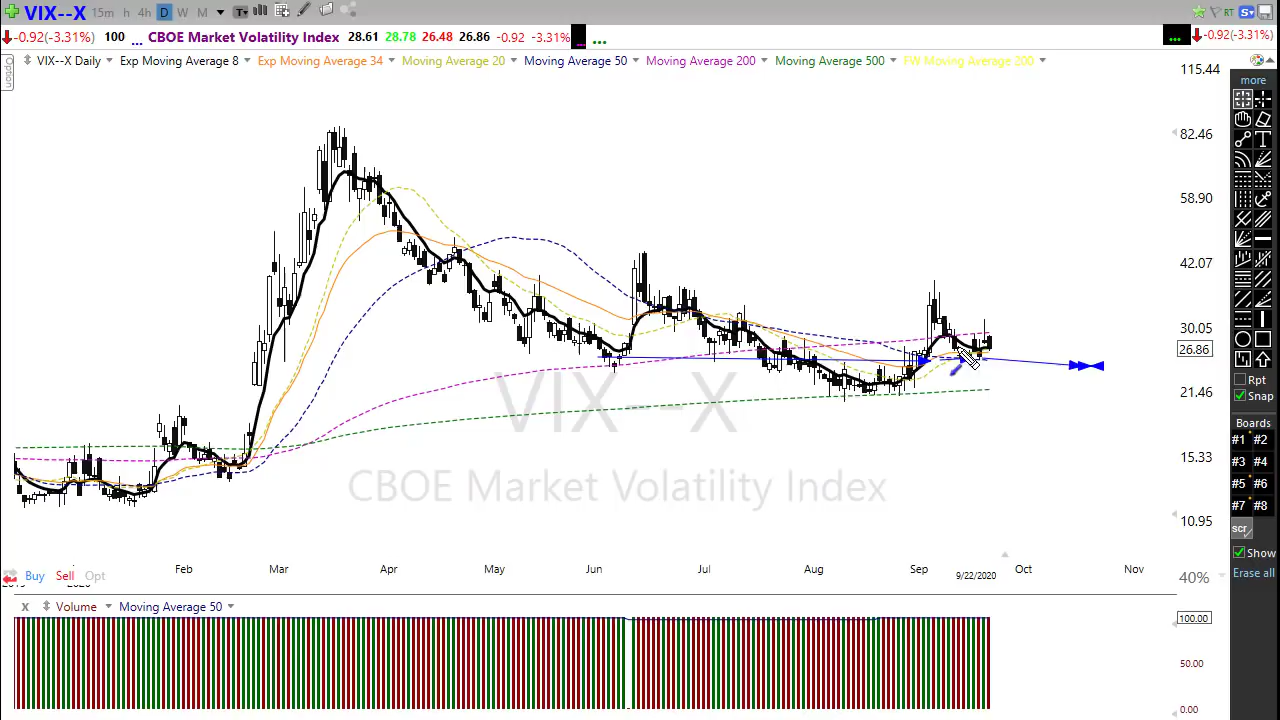 VIX--X 15m h 4h D W M T RT S
-0.92(-3.31%) 100 ... CBOE Market Volatility Index 28.61 28.78 26.48 26.86 -0.92 -3.31% ... ... -0.92(-3.31%)
Option
VIX--X Daily Exp Moving Average 8 Exp Moving Average 34 Moving Average 20 Moving Average 50 Moving Average 200 Moving Average 500 FW Moving Average 200
115.44
82.46
58.90
42.07
30.05
26.86
21.46
15.33
10.95
VIX--X
CBOE Market Volatility Index
Feb Mar Apr May Jun Jul Aug Sep 9/22/2020 Oct Nov
Buy Sell Opt
40%
X Volume Moving Average 50
100.00
50.00
0.00
more
T
Rpt
Snap
Boards
#1 #2
#3 #4
#5 #6
#7 #8
scr
Show
Erase all